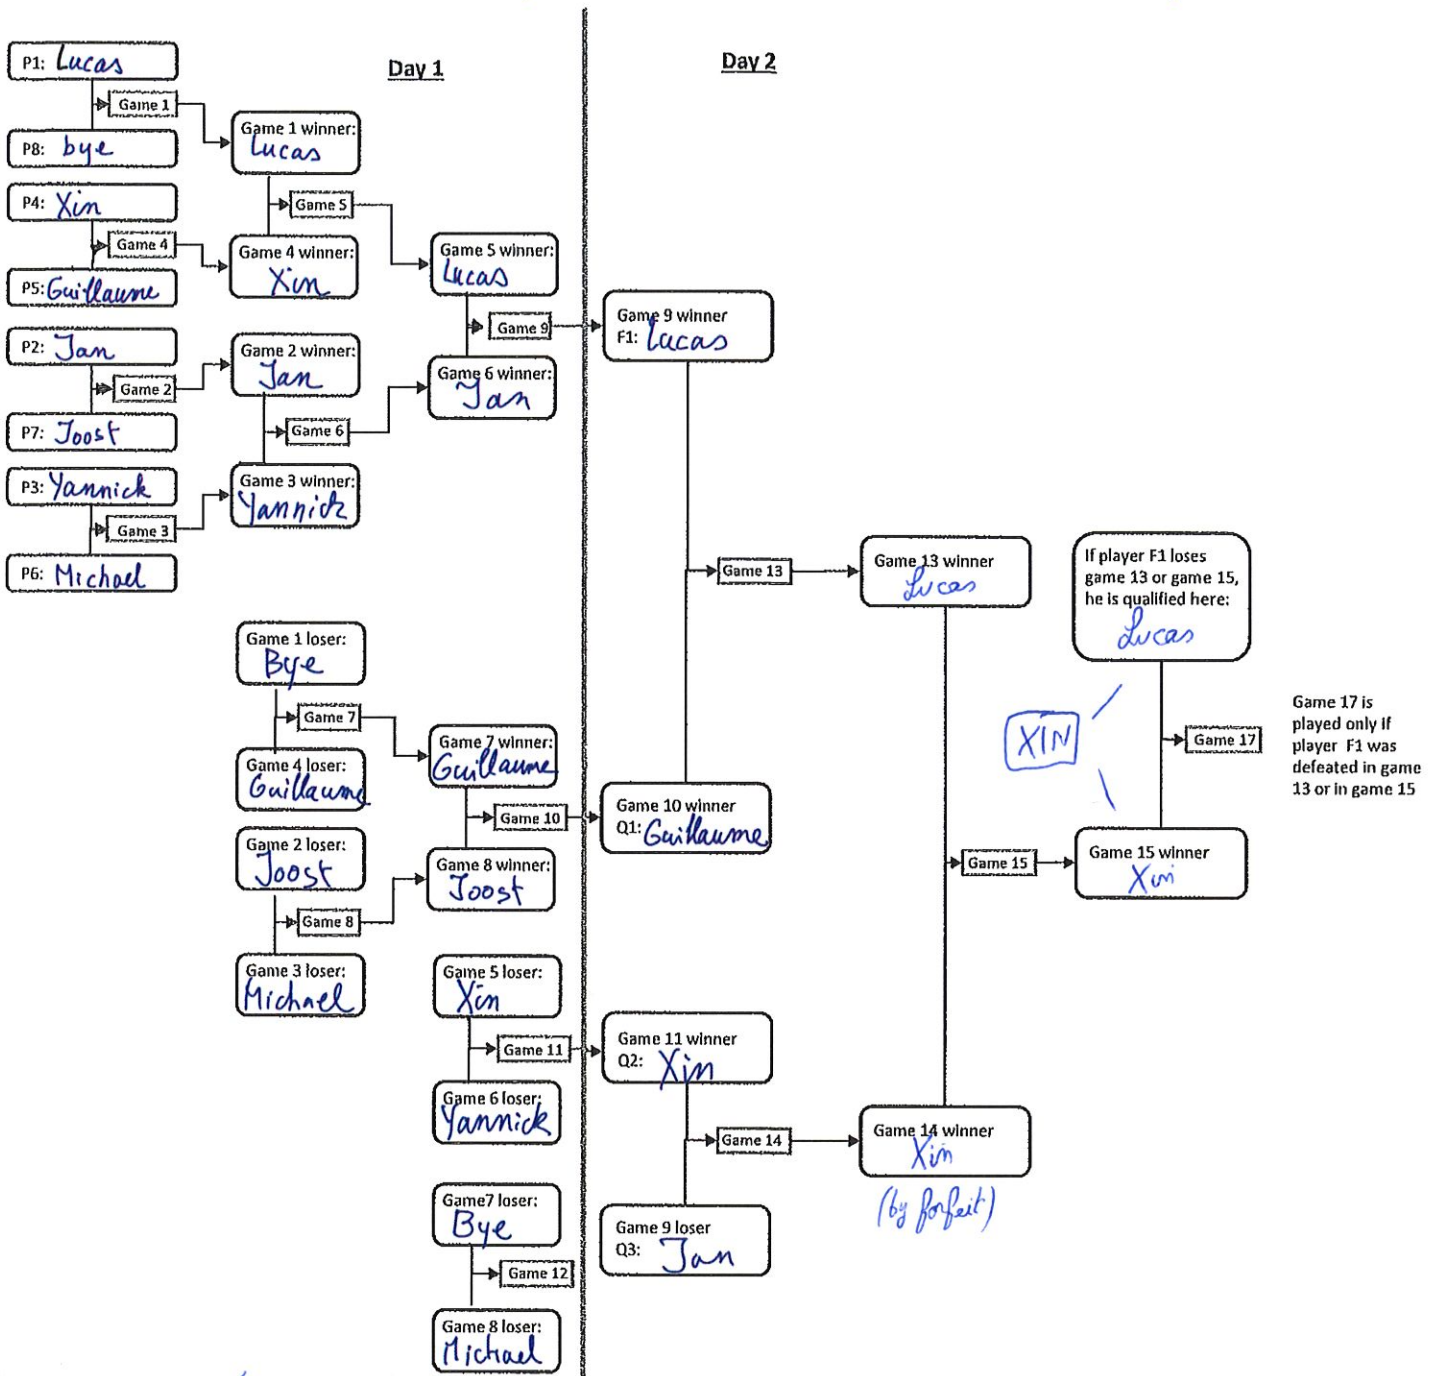 Day 1
Day 2
P1: Lucas
Game 1
P8: bye
Game 1 winner:
Lucas
P4: Xin
Game 4
P5: Guillaume
Game 5
Game 4 winner:
Xin
Game 5 winner:
Lucas
P2: Jan
Game 2
P7: Joost
Game 2 winner:
Jan
Game 9
Game 6 winner:
Jan
Game 6
P3: Yannick
Game 3
P6: Michael
Game 3 winner:
Yannick
Game 9 winner
F1: Lucas
Game 13
Game 13 winner
Lucas
If player F1 loses
game 13 or game 15,
he is qualified here:
Lucas
Game 1 loser:
Bye
Game 7
Game 4 loser:
Guillaume
Game 7 winner:
Guillaume
Game 10
Game 2 loser:
Joost
Game 8
Game 3 loser:
Michael
Game 8 winner:
Joost
Game 10 winner
Q1: Guillaume
XIN
Game 17
Game 17 is
played only if
player F1 was
defeated in game
13 or in game 15
Game 15
Game 15 winner
Xin
Game 5 loser:
Xin
Game 11
Game 6 loser:
Yannick
Game 11 winner
Q2: Xin
Game 14
Game 14 winner
Xin
(by forfeit)
Game7 loser:
Bye
Game 12
Game 8 loser:
Michael
Game 9 loser
Q3: Jan